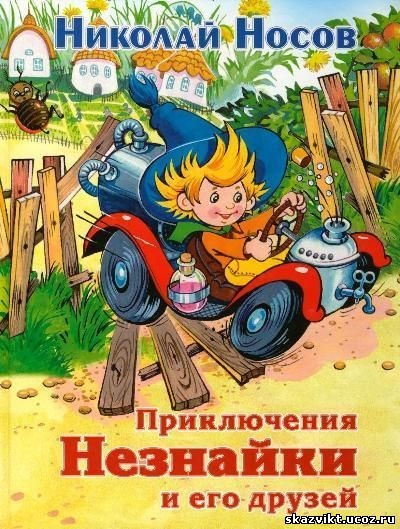 Николай Носов
Приключения
Незнайки
и его друзей
skazvikt.ucoz.ru